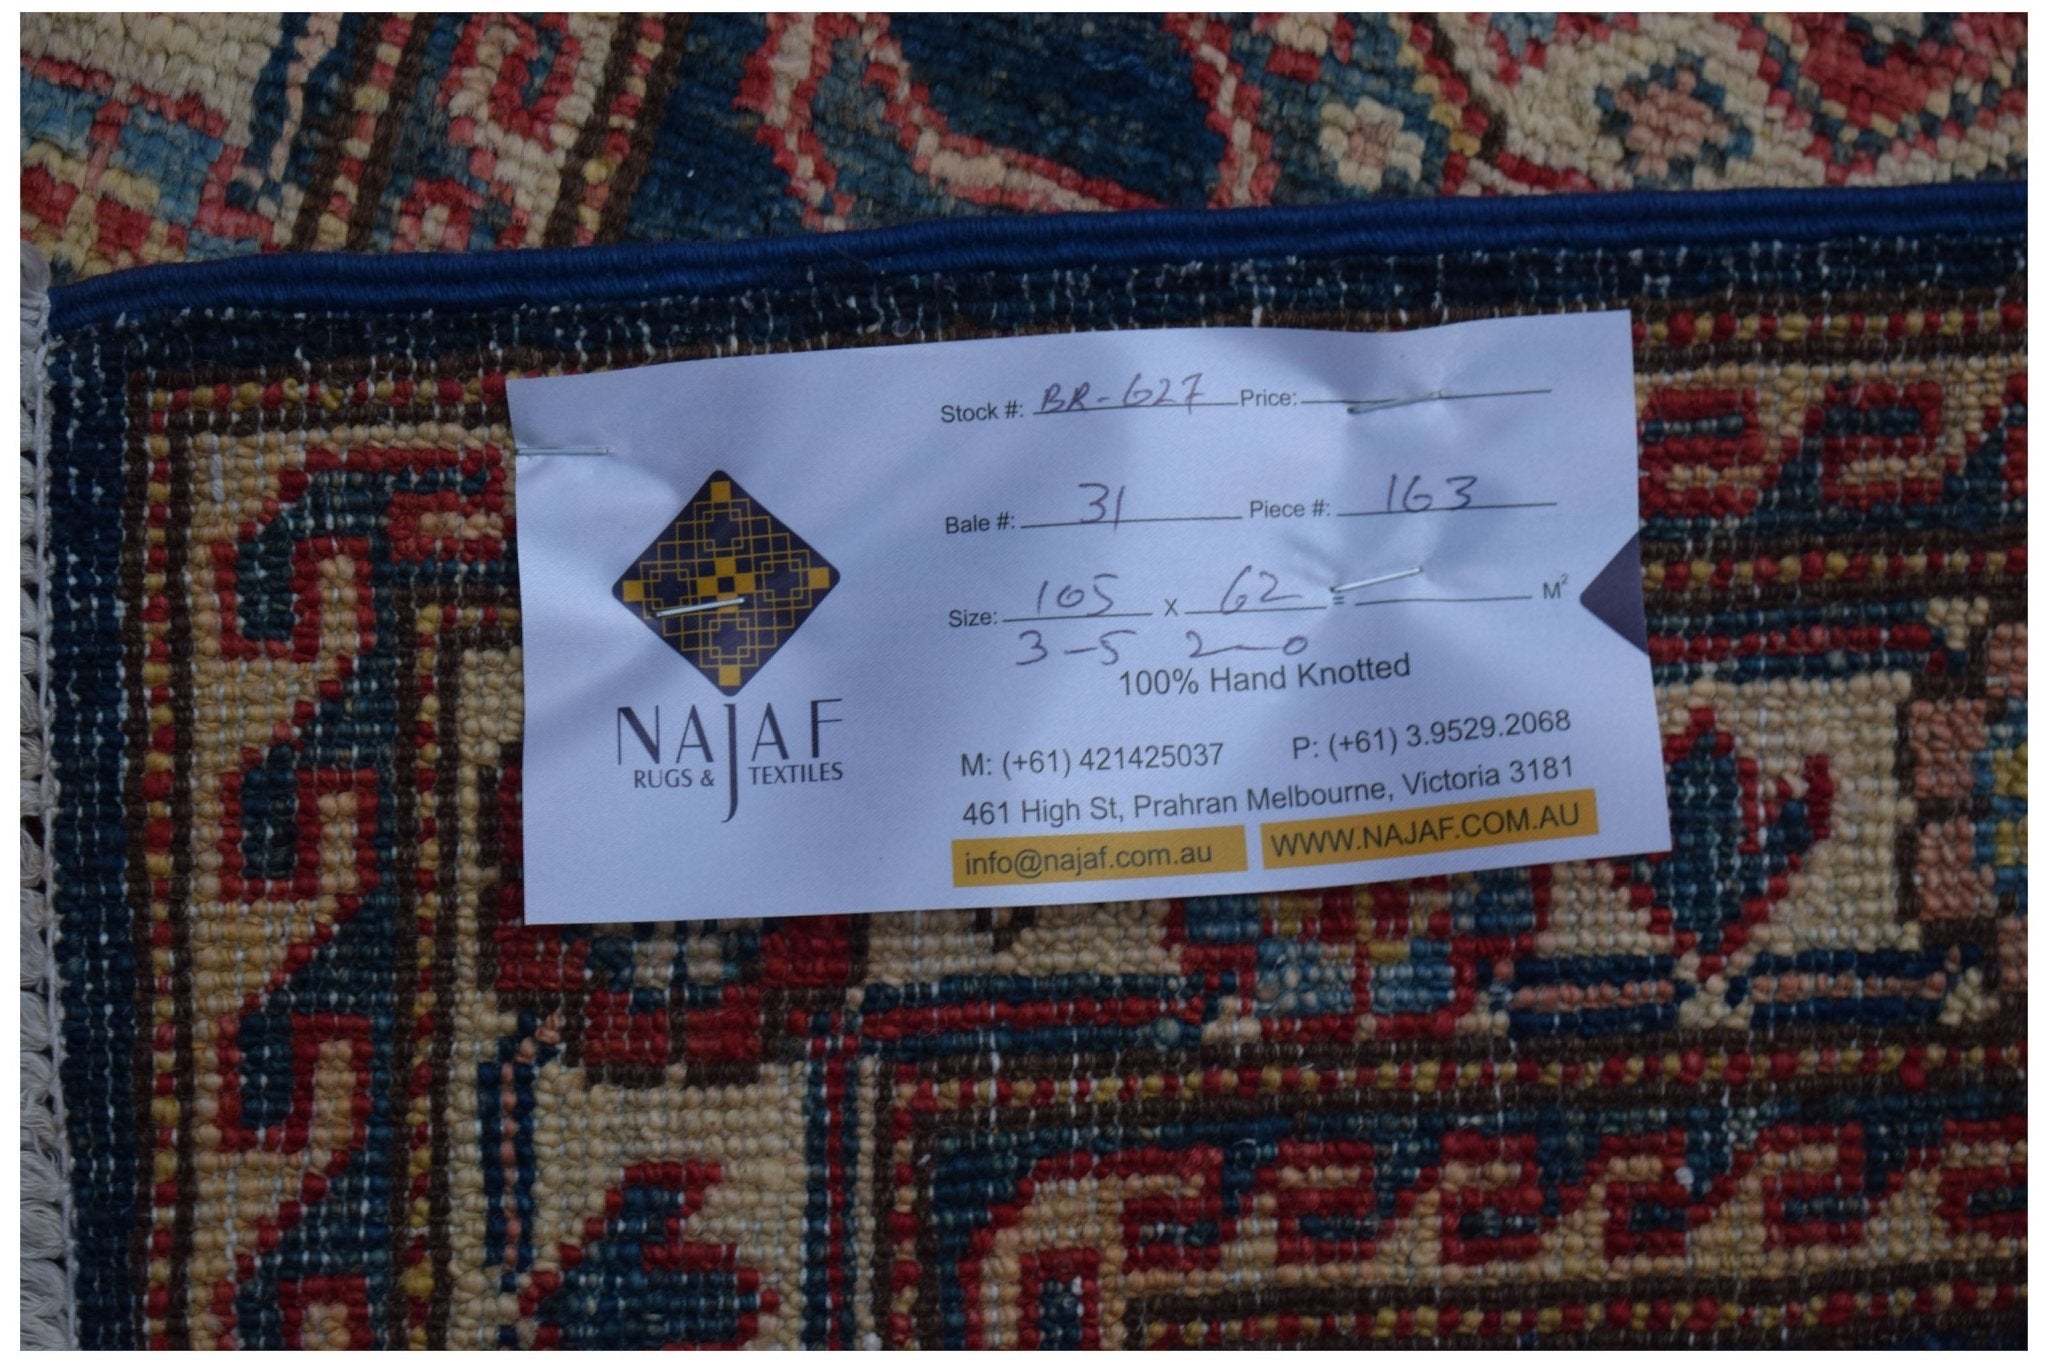 Stock #: BR-627 Price:
Bale #: 31 Piece #: 163
Size: 105 x 62 = M²
3-5 2-0
100% Hand Knotted
NAJAF
RUGS & TEXTILES
M: (+61) 421425037 P: (+61) 3.9529.2068
461 High St, Prahran Melbourne, Victoria 3181
info@najaf.com.au WWW.NAJAF.COM.AU